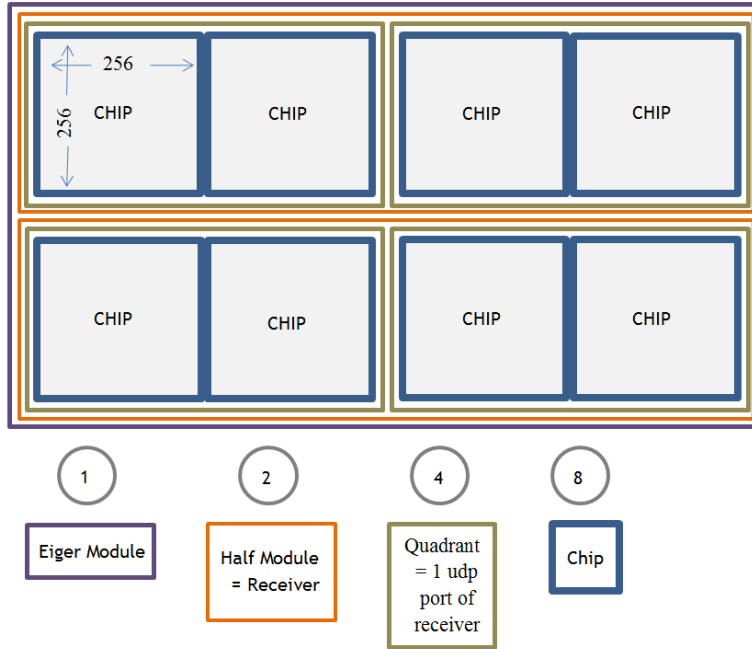 256
256
CHIP
CHIP
CHIP
CHIP
CHIP
CHIP
CHIP
CHIP
1
2
4
8
Eiger Module
Half Module
= Receiver
Quadrant
= 1 udp
port of
receiver
Chip